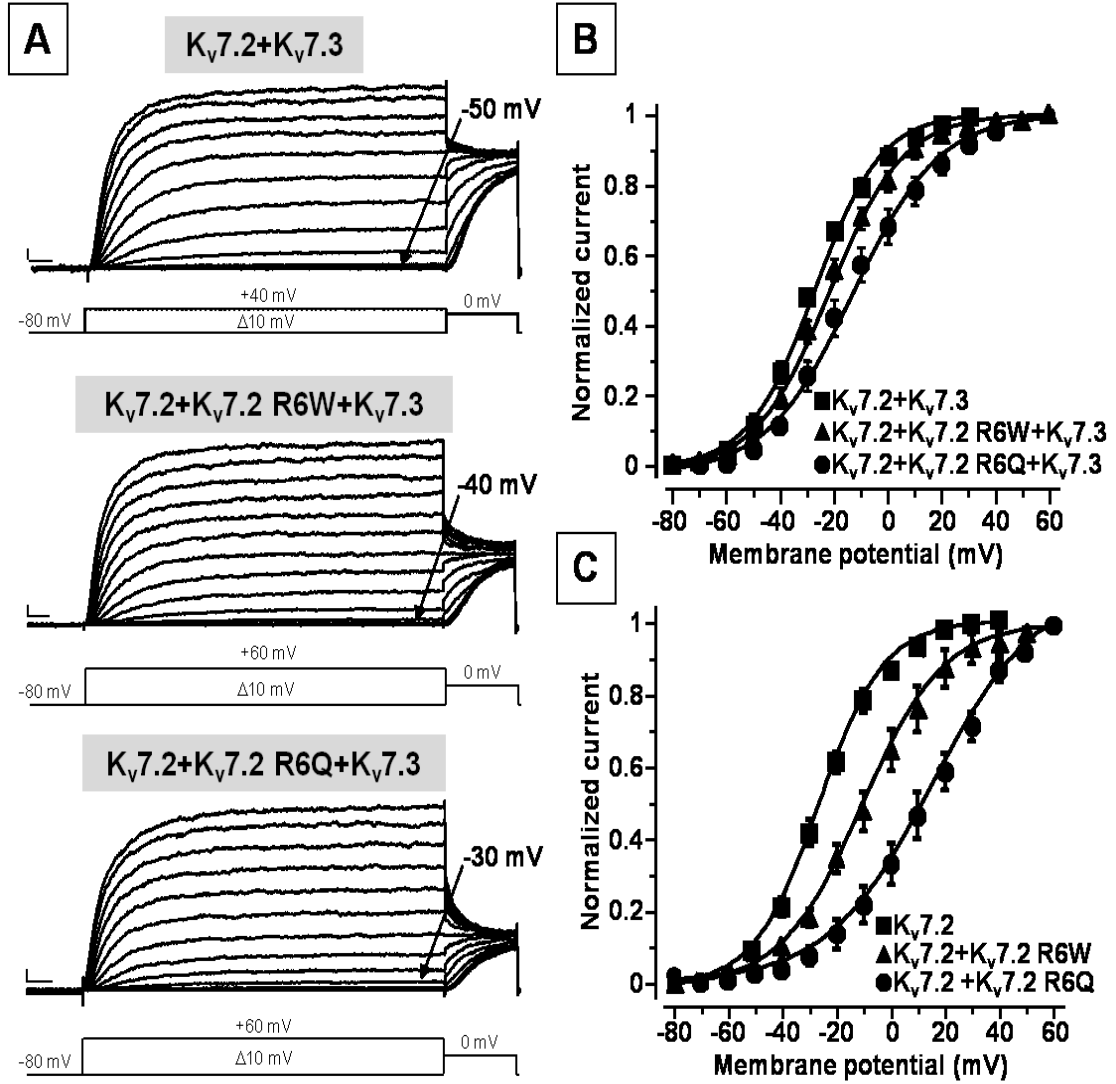 A
Kv7.2+Kv7.3
-50 mV
+40 mV
-80 mV
Δ10 mV
0 mV
Kv7.2+Kv7.2 R6W+Kv7.3
-40 mV
+60 mV
-80 mV
Δ10 mV
0 mV
Kv7.2+Kv7.2 R6Q+Kv7.3
-30 mV
+60 mV
-80 mV
Δ10 mV
0 mV
B
Normalized current
1
0.8
0.6
0.4
0.2
0
Kv7.2+Kv7.3
Kv7.2+Kv7.2 R6W+Kv7.3
Kv7.2+Kv7.2 R6Q+Kv7.3
-80 -60 -40 -20 0 20 40 60
Membrane potential (mV)
C
Normalized current
1
0.8
0.6
0.4
0.2
0
Kv7.2
Kv7.2+Kv7.2 R6W
Kv7.2 +Kv7.2 R6Q
-80 -60 -40 -20 0 20 40 60
Membrane potential (mV)